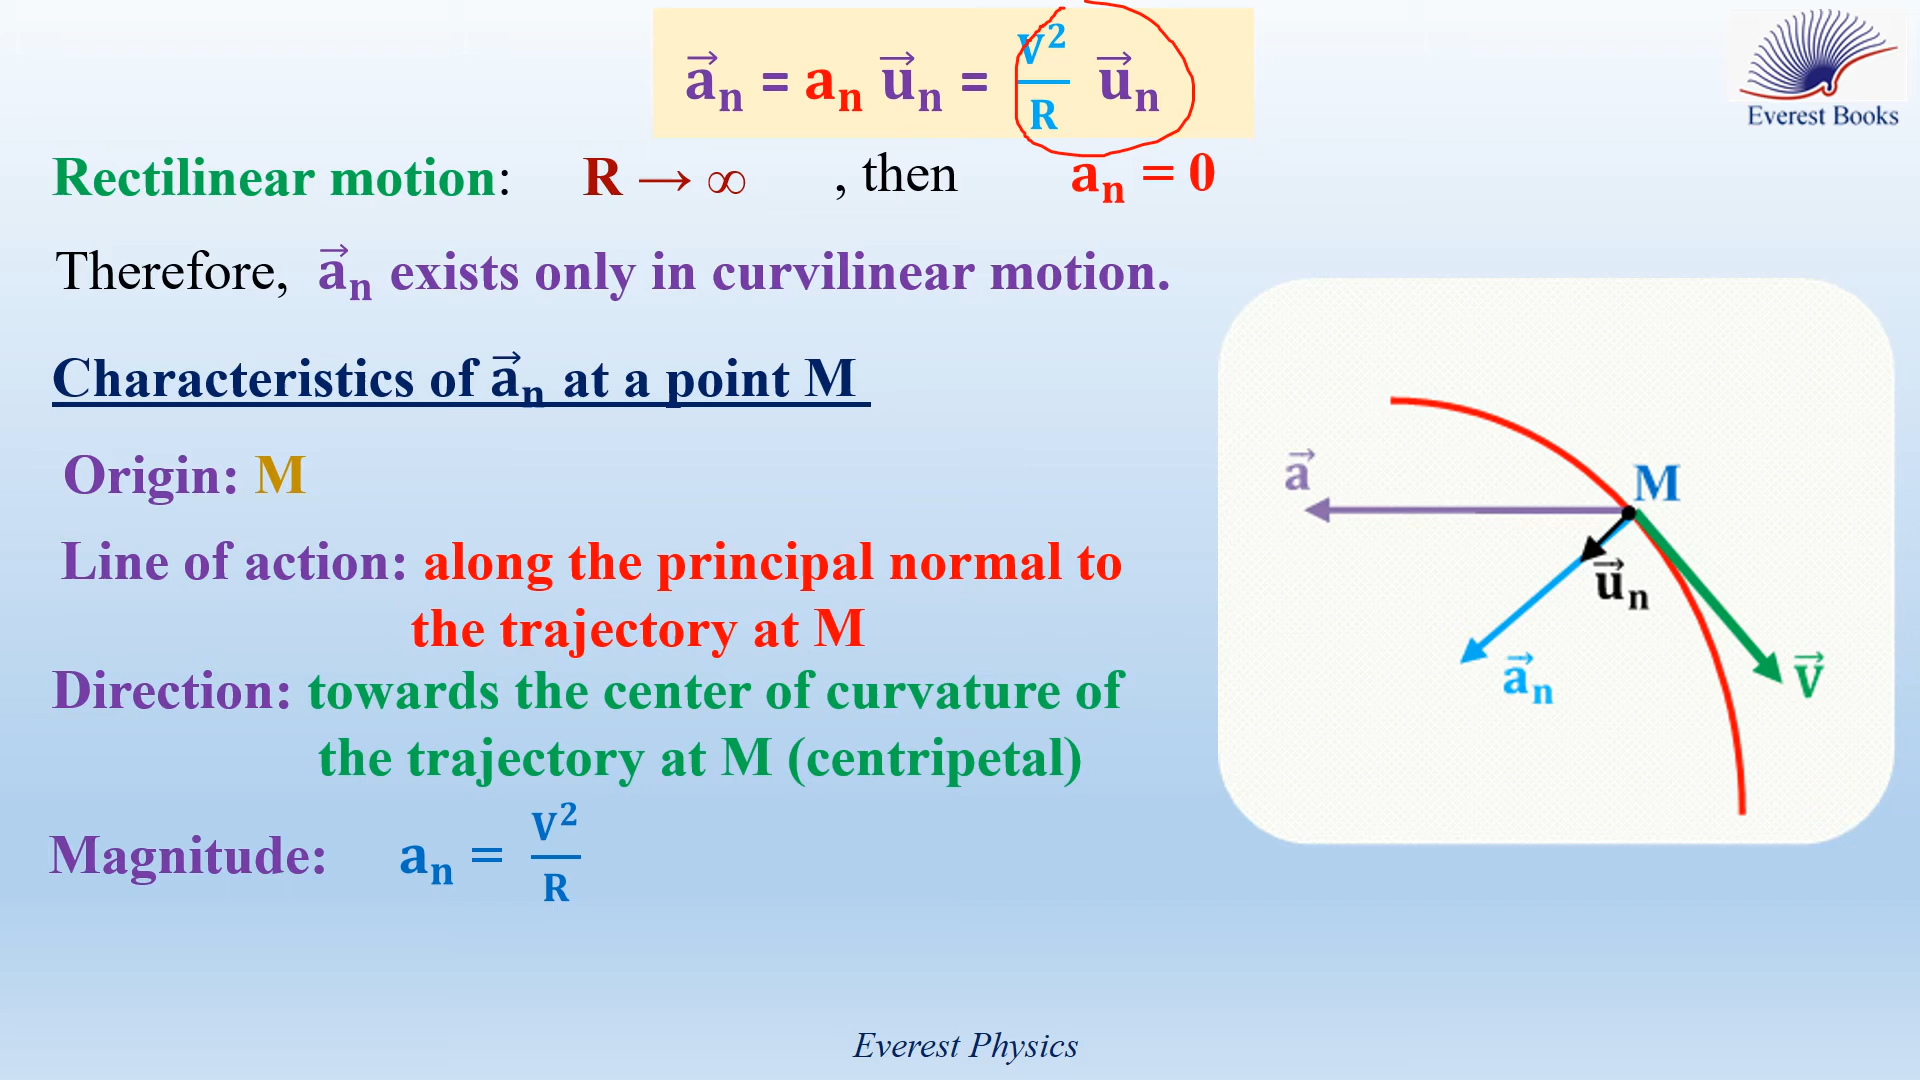 a⃗ₙ = aₙ u⃗ₙ = V²/R u⃗ₙ
Everest Books
Rectilinear motion: R → ∞ , then aₙ = 0
Therefore, a⃗ₙ exists only in curvilinear motion.
Characteristics of a⃗ₙ at a point M
Origin: M
Line of action: along the principal normal to
the trajectory at M
Direction: towards the center of curvature of
the trajectory at M (centripetal)
Magnitude: aₙ = V²/R
a⃗
M
u⃗ₙ
a⃗ₙ
V⃗
Everest Physics